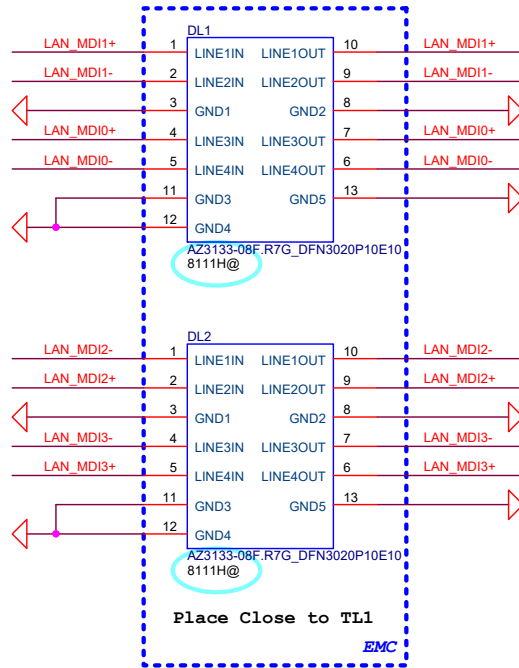 DL1
LAN_MDI1+ 1 LINE1IN LINE1OUT 10 LAN_MDI1+
LAN_MDI1- 2 LINE2IN LINE2OUT 9 LAN_MDI1-
3 GND1 GND2 8
LAN_MDI0+ 4 LINE3IN LINE3OUT 7 LAN_MDI0+
LAN_MDI0- 5 LINE4IN LINE4OUT 6 LAN_MDI0-
11 GND3 GND5 13
12 GND4
AZ3133-08F.R7G_DFN3020P10E10
8111H@
DL2
LAN_MDI2- 1 LINE1IN LINE1OUT 10 LAN_MDI2-
LAN_MDI2+ 2 LINE2IN LINE2OUT 9 LAN_MDI2+
3 GND1 GND2 8
LAN_MDI3- 4 LINE3IN LINE3OUT 7 LAN_MDI3-
LAN_MDI3+ 5 LINE4IN LINE4OUT 6 LAN_MDI3+
11 GND3 GND5 13
12 GND4
AZ3133-08F.R7G_DFN3020P10E10
8111H@
Place Close to TL1
EMC